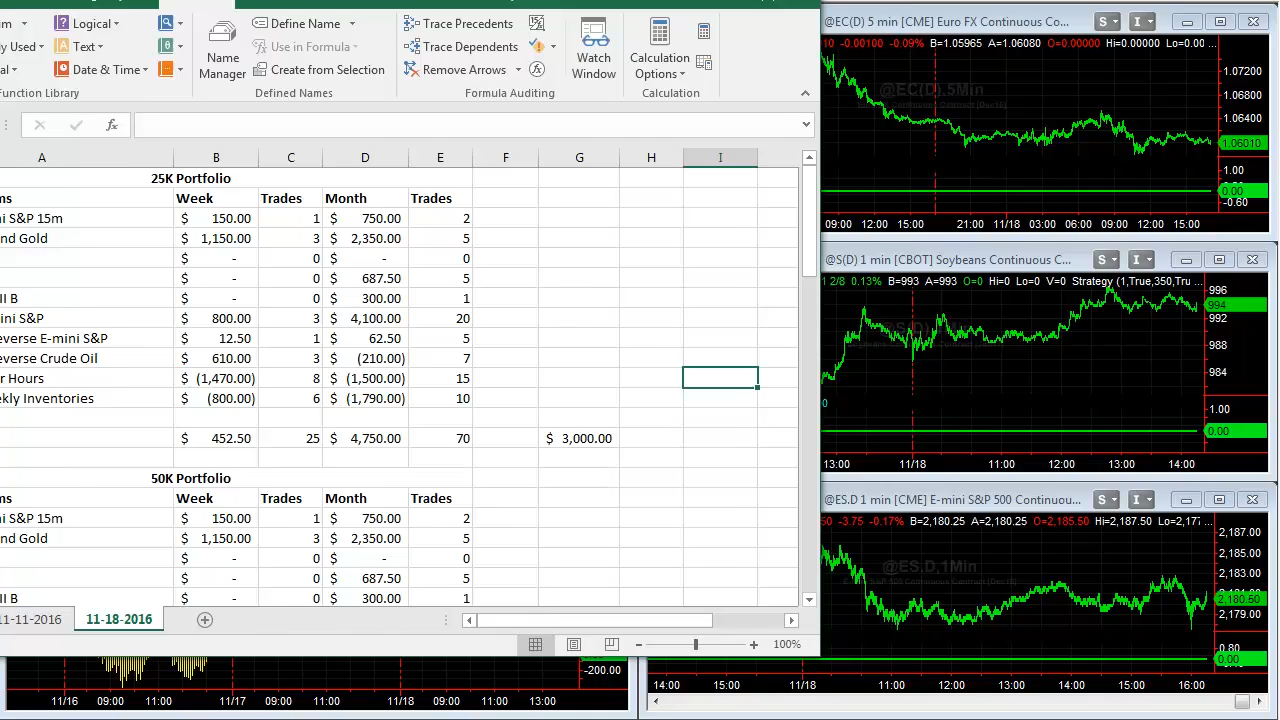 Logical
Define Name
Trace Precedents
y Used
Text
Use in Formula
Trace Dependents
Name Manager
Watch Window
Calculation Options
Date & Ti
Create from Selection
Remove Arrows
Function Library
Defined Names
Formula Auditing
Calculation
fx
A B C D E F G H I
25K Portfolio
Week Trades Month Trades
ni S&P 15m $ 150.00 1 $ 750.00 2
nd Gold $ 1,150.00 3 $ 2,350.00 5
$ - 0 $ - 0
$ - 0 $ 687.50 5
II B $ - 0 $ 300.00 1
ini S&P $ 800.00 3 $ 4,100.00 20
everse E-mini S&P $ 12.50 1 $ 62.50 5
everse Crude Oil $ 610.00 3 $ (210.00) 7
r Hours $ (1,470.00) 8 $ (1,500.00) 15
kly Inventories $ (800.00) 6 $ (1,790.00) 10
$ 452.50 25 $ 4,750.00 70 $ 3,000.00
50K Portfolio
Week Trades Month Trades
ni S&P 15m $ 150.00 1 $ 750.00 2
nd Gold $ 1,150.00 3 $ 2,350.00 5
$ - 0 $ - 0
$ - 0 $ 687.50 5
II B $ - 0 $ 300.00 1
11-11-2016 11-18-2016
100%
-200.00
11/16 09:00 11:00 11/17 09:00 11:00 11/18 09:00 11:00 13:00
@EC(D) 5 min [CME] Euro FX Continuous Co...
S I
10 -0.00100 -0.09% B=1.05965 A=1.06080 O=0.00000 Hi=0.00000 Lo=0.00 ...
@EC(D),5Min
1.07200
1.06800
1.06400
1.06010
1.00
0.00
-0.60
09:00 12:00 15:00 21:00 11/18 03:00 06:00 09:00 12:00 15:00
@S(D) 1 min [CBOT] Soybeans Continuous C...
S I
1 2/8 0.13% B=993 A=993 O=0 Hi=0 Lo=0 V=0 Strategy (1,True,350,Tru ...
996
994
992
988
984
0
1.00
0.00
13:00 11/18 11:00 12:00 13:00 14:00
@ES.D 1 min [CME] E-mini S&P 500 Continuou...
S I
50 -3.75 -0.17% B=2,180.25 A=2,180.25 O=2,185.50 Hi=2,187.50 Lo=2,177 ...
@ES.D,1Min
2,187.00
2,185.00
2,183.00
2,180.50
2,179.00
0.80
0.00
14:00 15:00 11/18 11:00 12:00 13:00 14:00 15:00 16:00